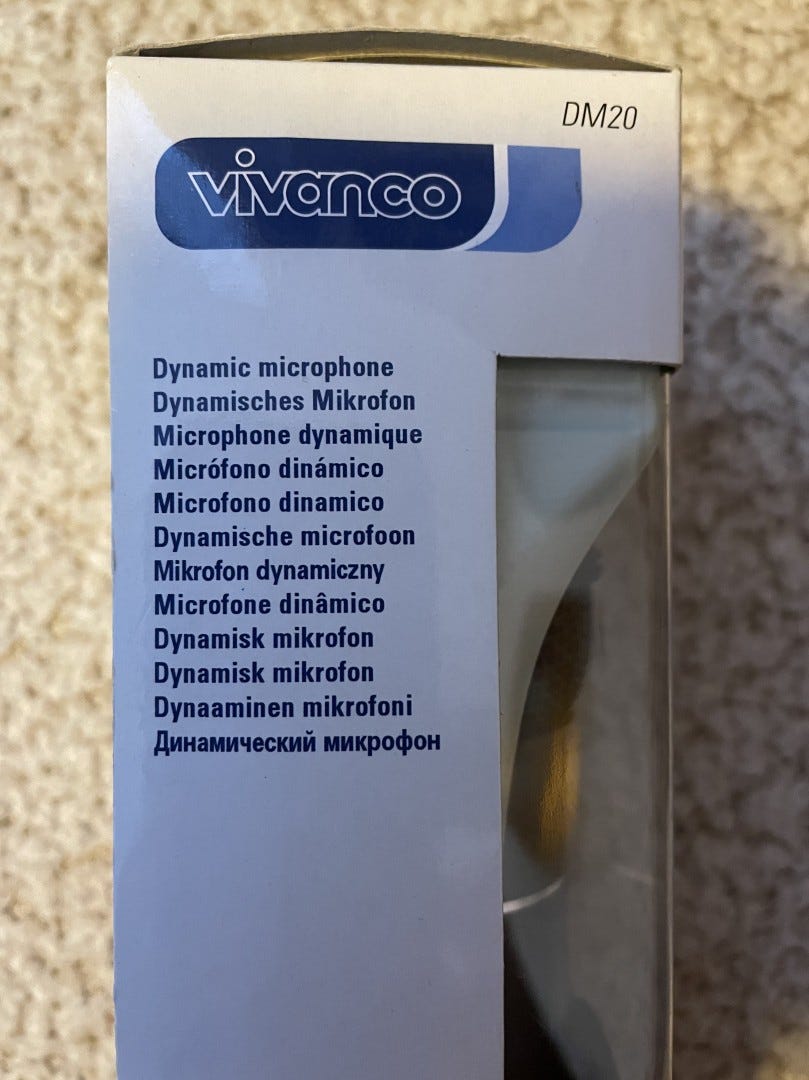 DM20
vivanco
Dynamic microphone
Dynamisches Mikrofon
Microphone dynamique
Micrófono dinámico
Microfono dinamico
Dynamische microfoon
Mikrofon dynamiczny
Microfone dinâmico
Dynamisk mikrofon
Dynamisk mikrofon
Dynaaminen mikrofoni
Динамический микрофон